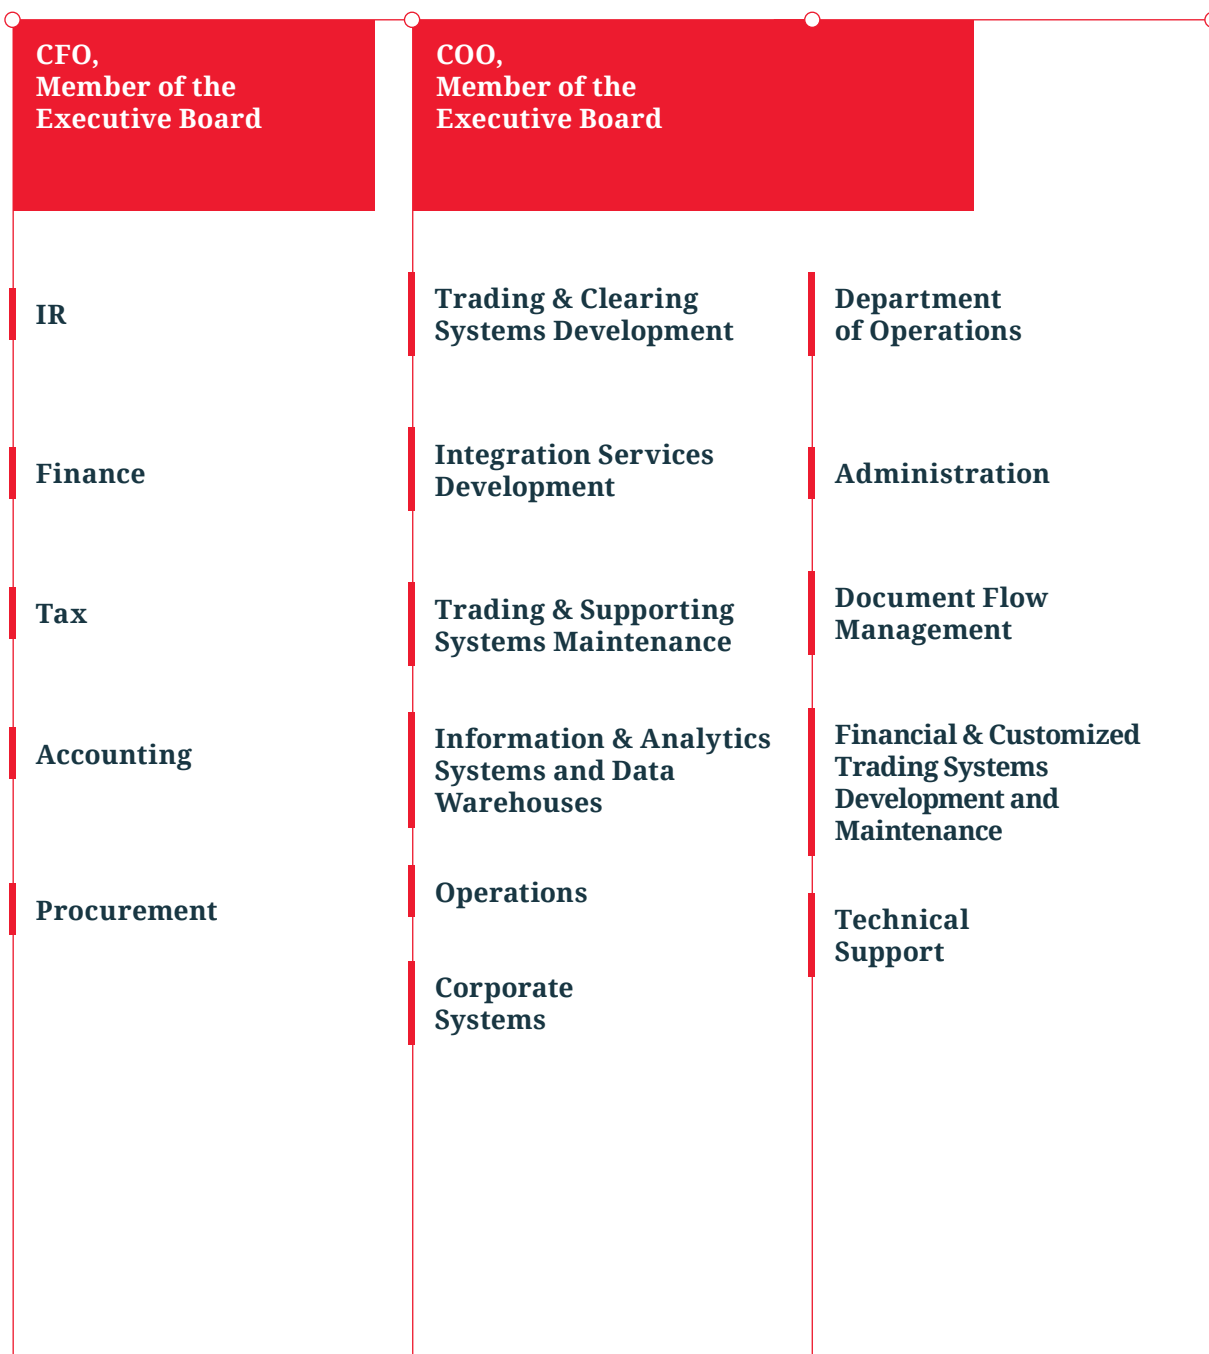 CFO,
Member of the
Executive Board
IR
Finance
Tax
Accounting
Procurement
COO,
Member of the
Executive Board
Trading & Clearing
Systems Development
Integration Services
Development
Trading & Supporting
Systems Maintenance
Information & Analytics
Systems and Data
Warehouses
Operations
Corporate
Systems
Department
of Operations
Administration
Document Flow
Management
Financial & Customized
Trading Systems
Development and
Maintenance
Technical
Support